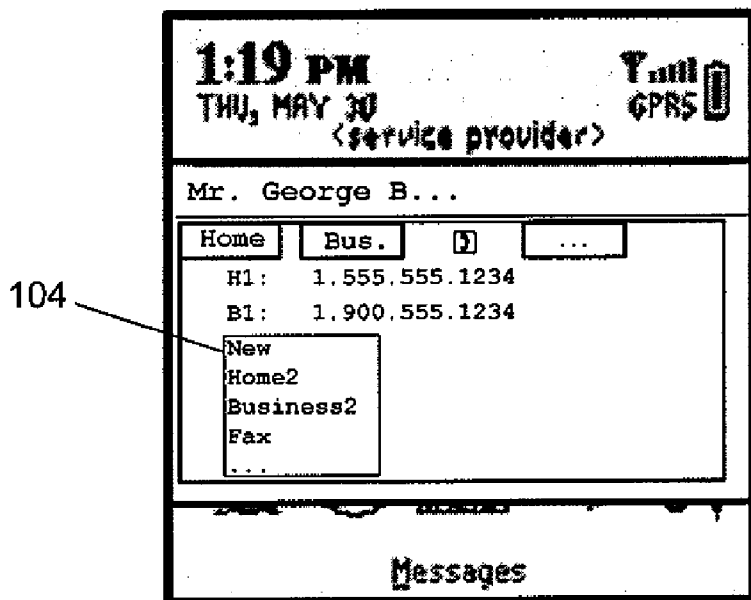 1:19 PM
THU, MAY 30
GPRS
<service provider>
Mr. George B...
Home Bus. ...
H1: 1.555.555.1234
B1: 1.900.555.1234
104
New
Home2
Business2
Fax
...
Messages